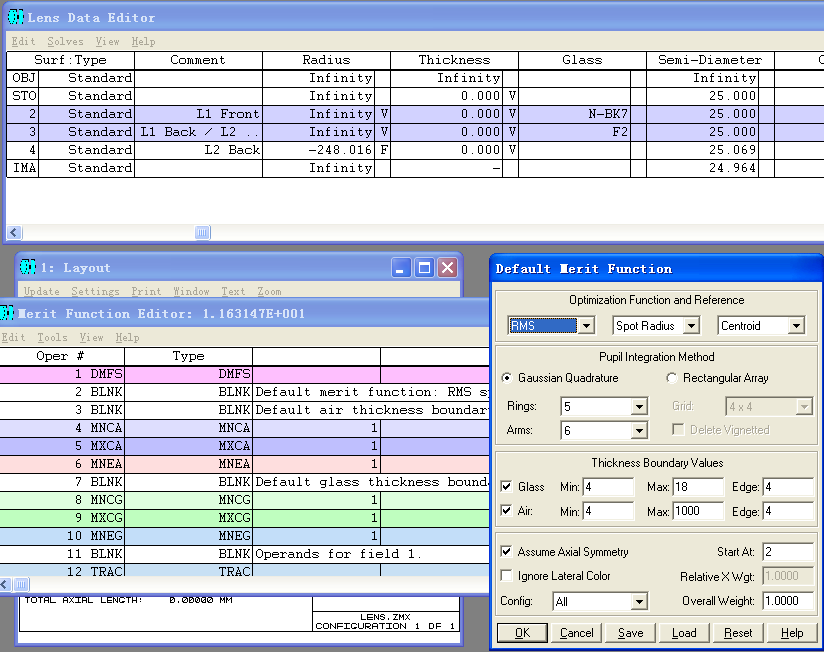 Lens Data Editor
Edit Solves View Help
Surf:Type Comment Radius Thickness Glass Semi-Diameter
OBJ Standard Infinity Infinity Infinity
STO Standard Infinity 0.000 V 25.000
2 Standard L1 Front Infinity V 0.000 V N-BK7 25.000
3 Standard L1 Back / L2 .. Infinity V 0.000 V F2 25.000
4 Standard L2 Back -248.016 F 0.000 V 25.069
IMA Standard Infinity - 24.964
1: Layout
Update Settings Print Window Text Zoom
Merit Function Editor: 1.163147E+001
Edit Tools View Help
Oper # Type
1 DMFS DMFS
2 BLNK BLNK Default merit function: RMS s
3 BLNK BLNK Default air thickness boundar
4 MNCA MNCA 1
5 MXCA MXCA 1
6 MNEA MNEA 1
7 BLNK BLNK Default glass thickness bound
8 MNCG MNCG 1
9 MXCG MXCG 1
10 MNEG MNEG 1
11 BLNK BLNK Operands for field 1.
12 TRAC TRAC 1
TOTAL AXIAL LENGTH: 0.00000 MM
LENS.ZMX
CONFIGURATION 1 OF 1
Default Merit Function
Optimization Function and Reference
RMS Spot Radius Centroid
Pupil Integration Method
Gaussian Quadrature Rectangular Array
Rings: 5 Grid: 4 x 4
Arms: 6 Delete Vignetted
Thickness Boundary Values
Glass Min: 4 Max: 18 Edge: 4
Air: Min: 4 Max: 1000 Edge: 4
Assume Axial Symmetry Start At: 2
Ignore Lateral Color Relative X Wgt: 1.0000
Config: All Overall Weight: 1.0000
OK Cancel Save Load Reset Help